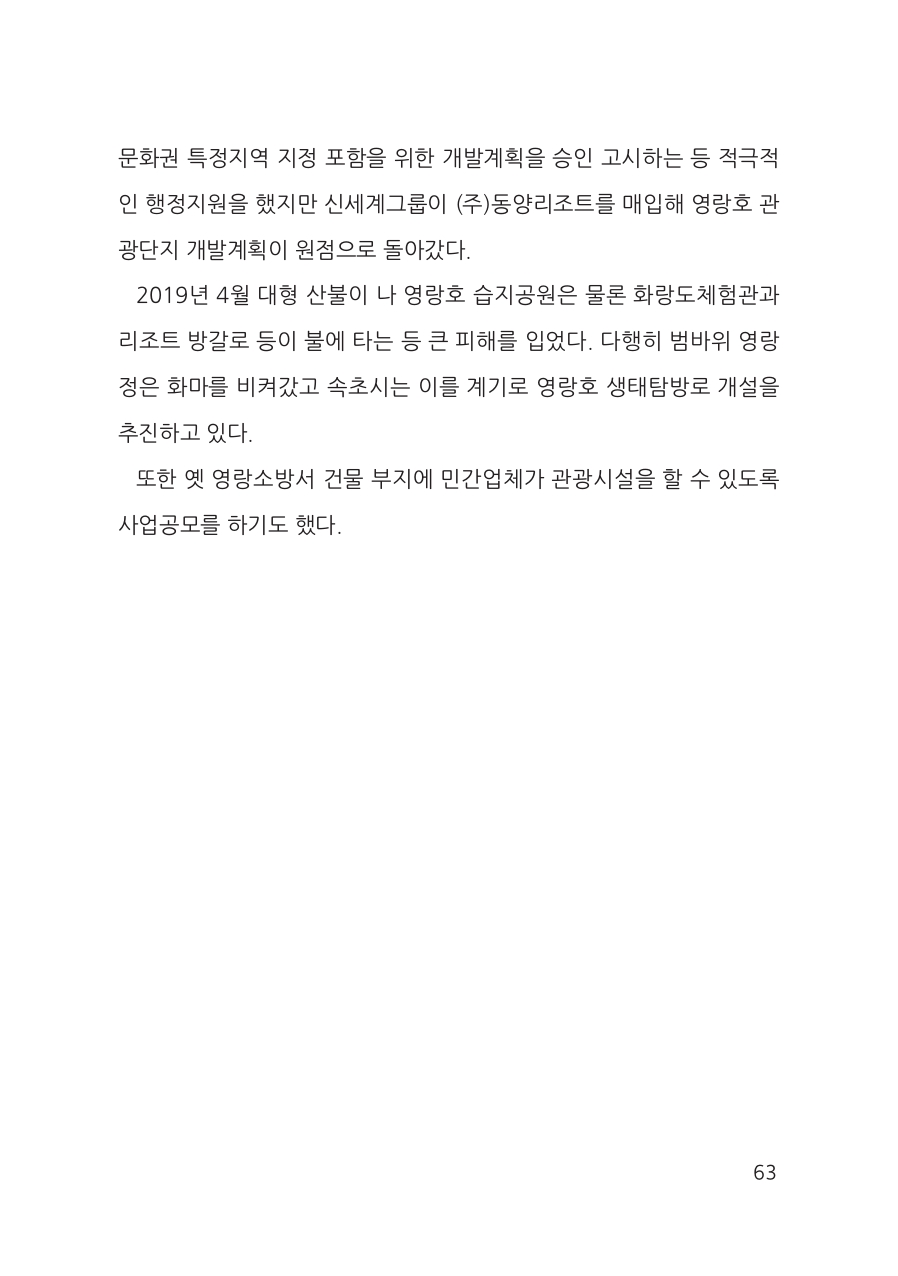 문화권 특정지역 지정 포함을 위한 개발계획을 승인 고시하는 등 적극적
인 행정지원을 했지만 신세계그룹이 (주)동양리조트를 매입해 영랑호 관
광단지 개발계획이 원점으로 돌아갔다.
2019년 4월 대형 산불이 나 영랑호 습지공원은 물론 화랑도체험관과
리조트 방갈로 등이 불에 타는 등 큰 피해를 입었다. 다행히 범바위 영랑
정은 화마를 비켜갔고 속초시는 이를 계기로 영랑호 생태탐방로 개설을
추진하고 있다.
또한 옛 영랑소방서 건물 부지에 민간업체가 관광시설을 할 수 있도록
사업공모를 하기도 했다.
63